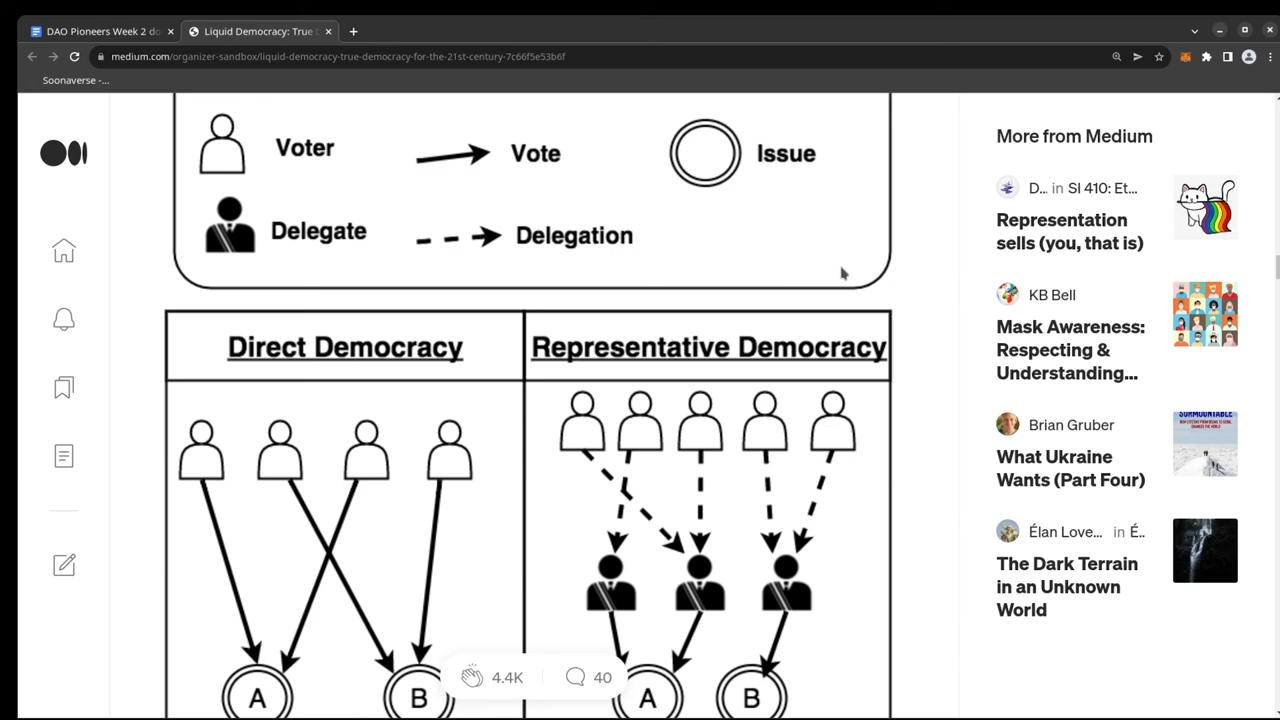 DAO Pioneers Week 2 do
Liquid Democracy: True
medium.com/organizer-sandbox/liquid-democracy-true-democracy-for-the-21st-century-7c66f5e53b6f
Soonaverse -...
Voter
Vote
Issue
Delegate
Delegation
Direct Democracy
Representative Democracy
A
B
A
B
4.4K
40
More from Medium
D... in SI 410: Et...
Representation
sells (you, that is)
KB Bell
Mask Awareness:
Respecting &
Understanding...
Brian Gruber
What Ukraine
Wants (Part Four)
Élan Love... in É..
The Dark Terrain
in an Unknown
World